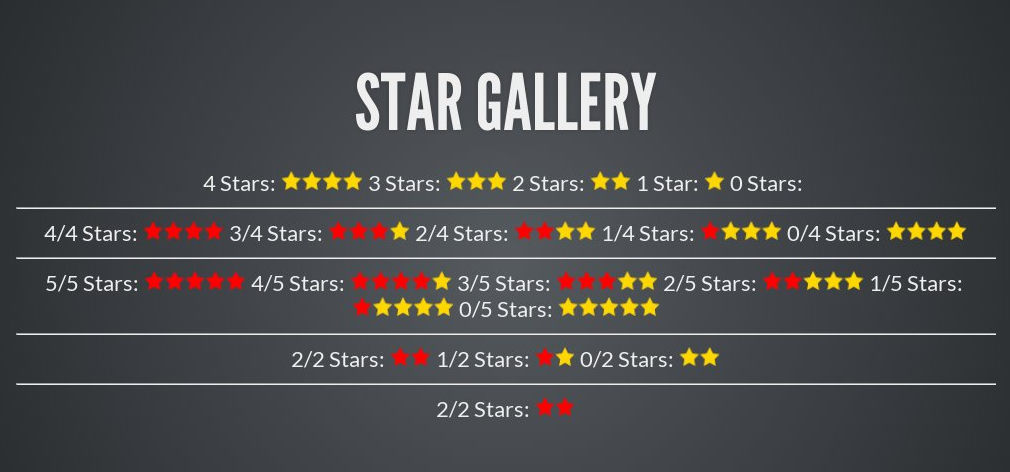 STAR GALLERY
4 Stars: ★★★★ 3 Stars: ★★★ 2 Stars: ★★ 1 Star: ★ 0 Stars:
4/4 Stars: ★★★★ 3/4 Stars: ★★★★ 2/4 Stars: ★★★★ 1/4 Stars: ★★★★ 0/4 Stars: ★★★★
5/5 Stars: ★★★★★ 4/5 Stars: ★★★★★ 3/5 Stars: ★★★★★ 2/5 Stars: ★★★★★ 1/5 Stars:
★★★★★ 0/5 Stars: ★★★★★
2/2 Stars: ★★ 1/2 Stars: ★★ 0/2 Stars: ★★
2/2 Stars: ★★